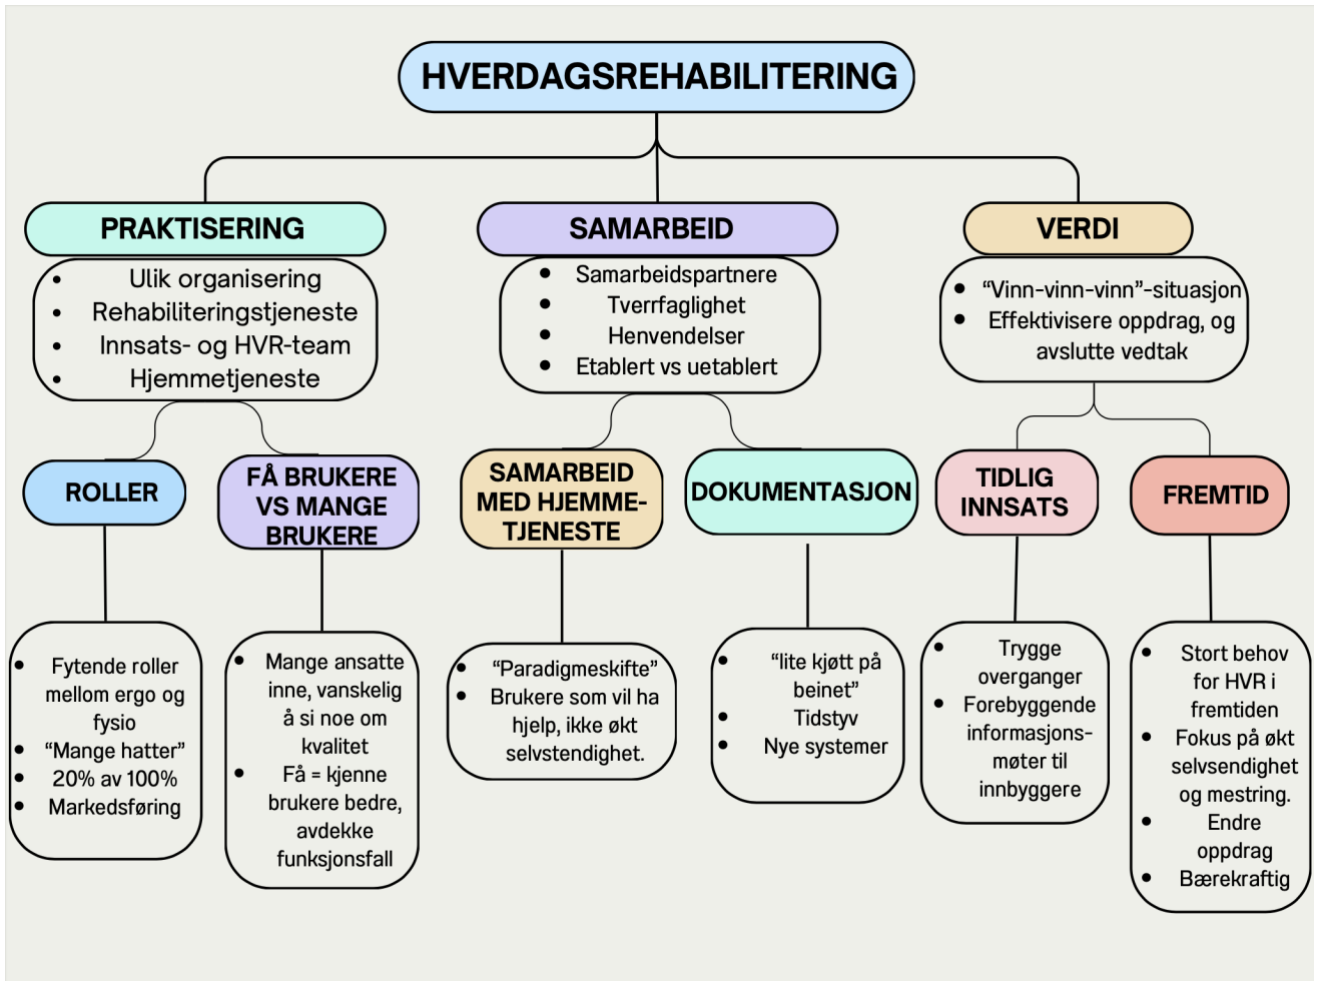 HVERDAGSREHABILITERING
PRAKTISERING
• Ulik organisering
• Rehabiliteringstjeneste
• Innsats- og HVR-team
• Hjemmetjeneste
SAMARBEID
• Samarbeidspartnere
• Tverrfaglighet
• Henvendelser
• Etablert vs uetablert
VERDI
• “Vinn-vinn-vinn”-situasjon
• Effektivisere oppdrag, og
avslutte vedtak
ROLLER
• Fytende roller
mellom ergo og
fysio
• “Mange hatter”
• 20% av 100%
• Markedsføring
FÅ BRUKERE
VS MANGE
BRUKERE
• Mange ansatte
inne, vanskelig
å si noe om
kvalitet
• Få = kjenne
brukere bedre,
avdekke
funksjonsfall
SAMARBEID
MED HJEMME-
TJENESTE
• “Paradigmeskifte”
• Brukere som vil ha
hjelp, ikke økt
selvstendighet.
DOKUMENTASJON
• “lite kjøtt på
beinet”
• Tidstyv
• Nye systemer
TIDLIG
INNSATS
• Trygge
overganger
• Forebyggende
informasjons-
møter til
innbyggere
FREMTID
• Stort behov
for HVR i
fremtiden
• Fokus på økt
selvsendighet
og mestring.
• Endre
oppdrag
• Bærekraftig